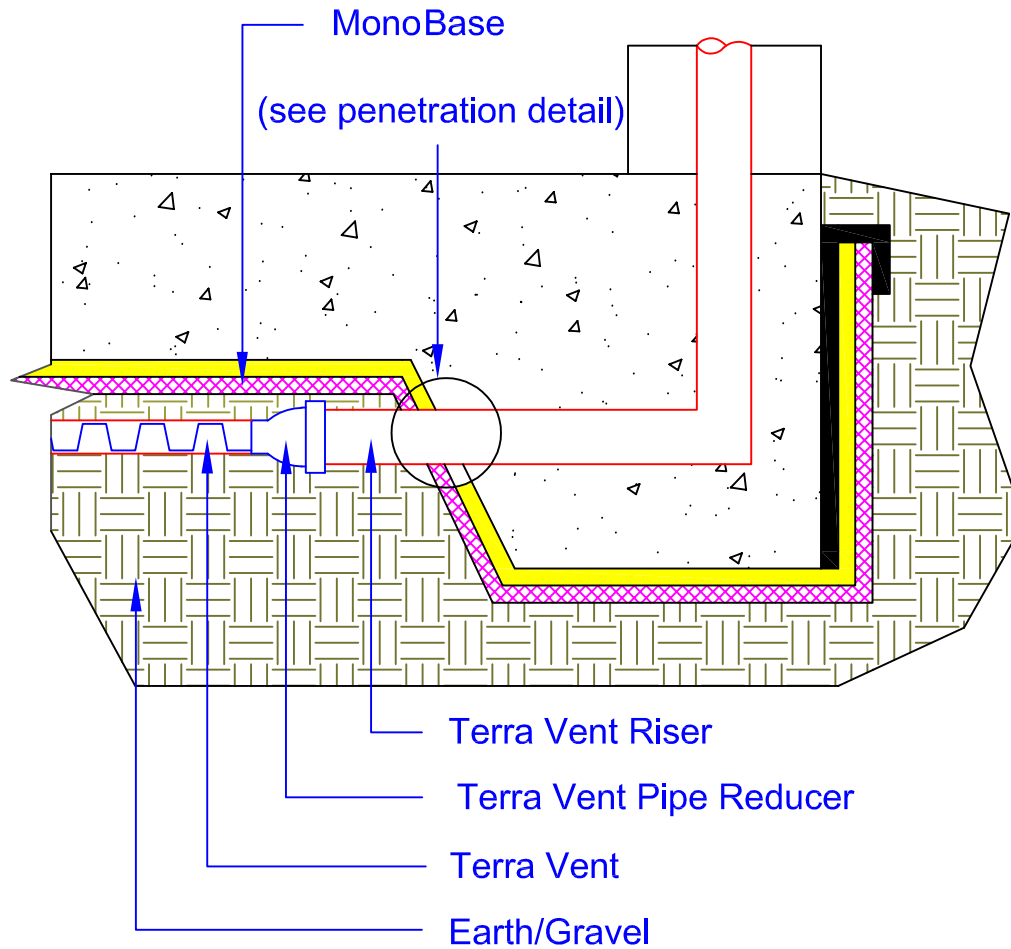 MonoBase
(see penetration detail)
Terra Vent Riser
Terra Vent Pipe Reducer
Terra Vent
Earth/Gravel